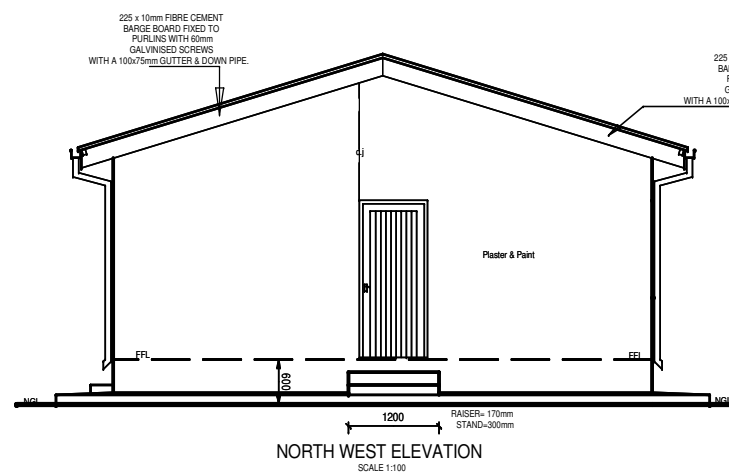 225 x 10mm FIBRE CEMENT
BARGE BOARD FIXED TO
PURLINS WITH 60mm
GALVINISED SCREWS
WITH A 100x75mm GUTTER & DOWN PIPE.
225
WITH A 100x
c.j
Plaster & Paint
FFL
FFL
600
NGL
NGL
1200
RAISER= 170mm
STAND=300mm
NORTH WEST ELEVATION
SCALE 1:100